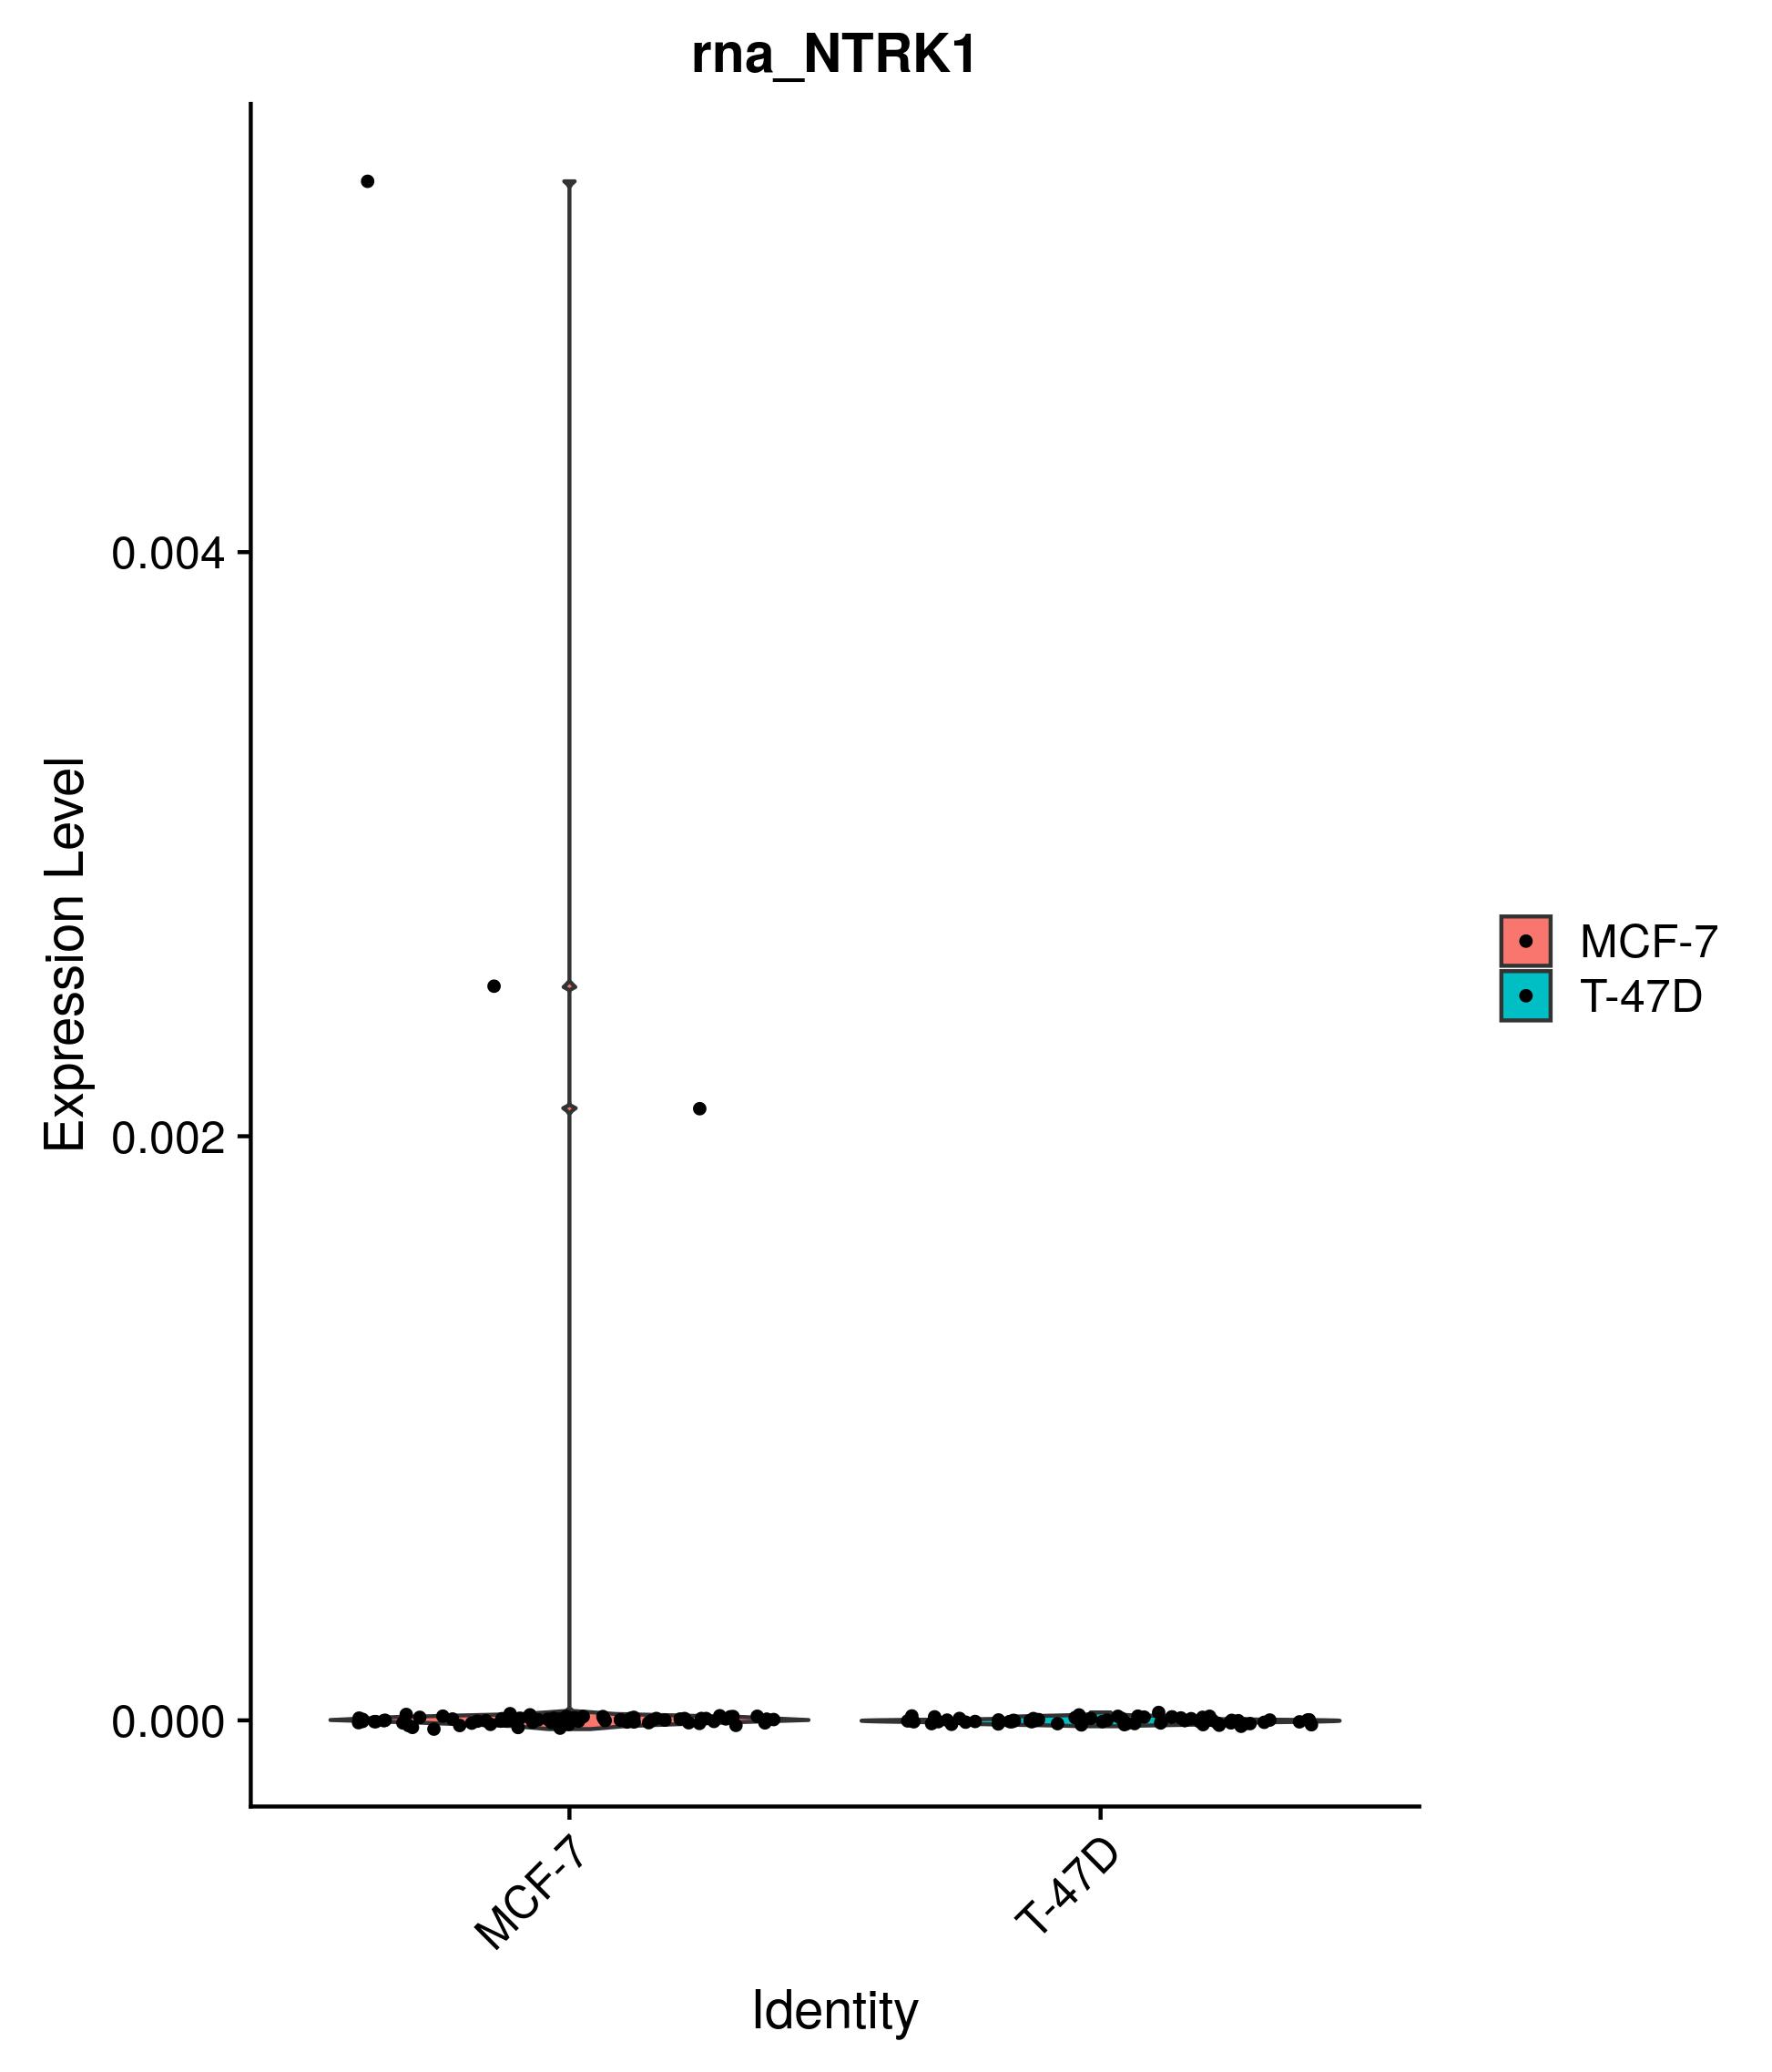 rna_NTRK1
Expression Level
0.004
0.002
0.000
MCF-7
T-47D
Identity
MCF-7
T-47D